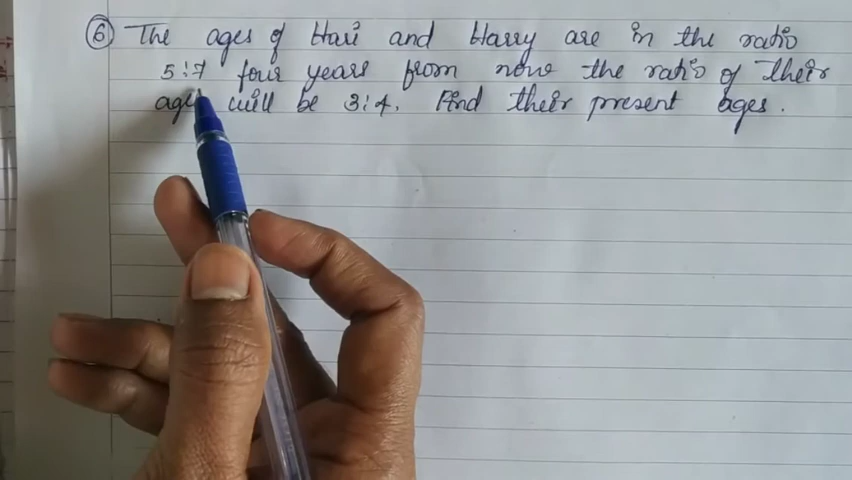 ⑥ The ages of Hari and Harry are in the ratio
5:7 four years from now the ratio of their
ages will be 3:4. Find their present ages.